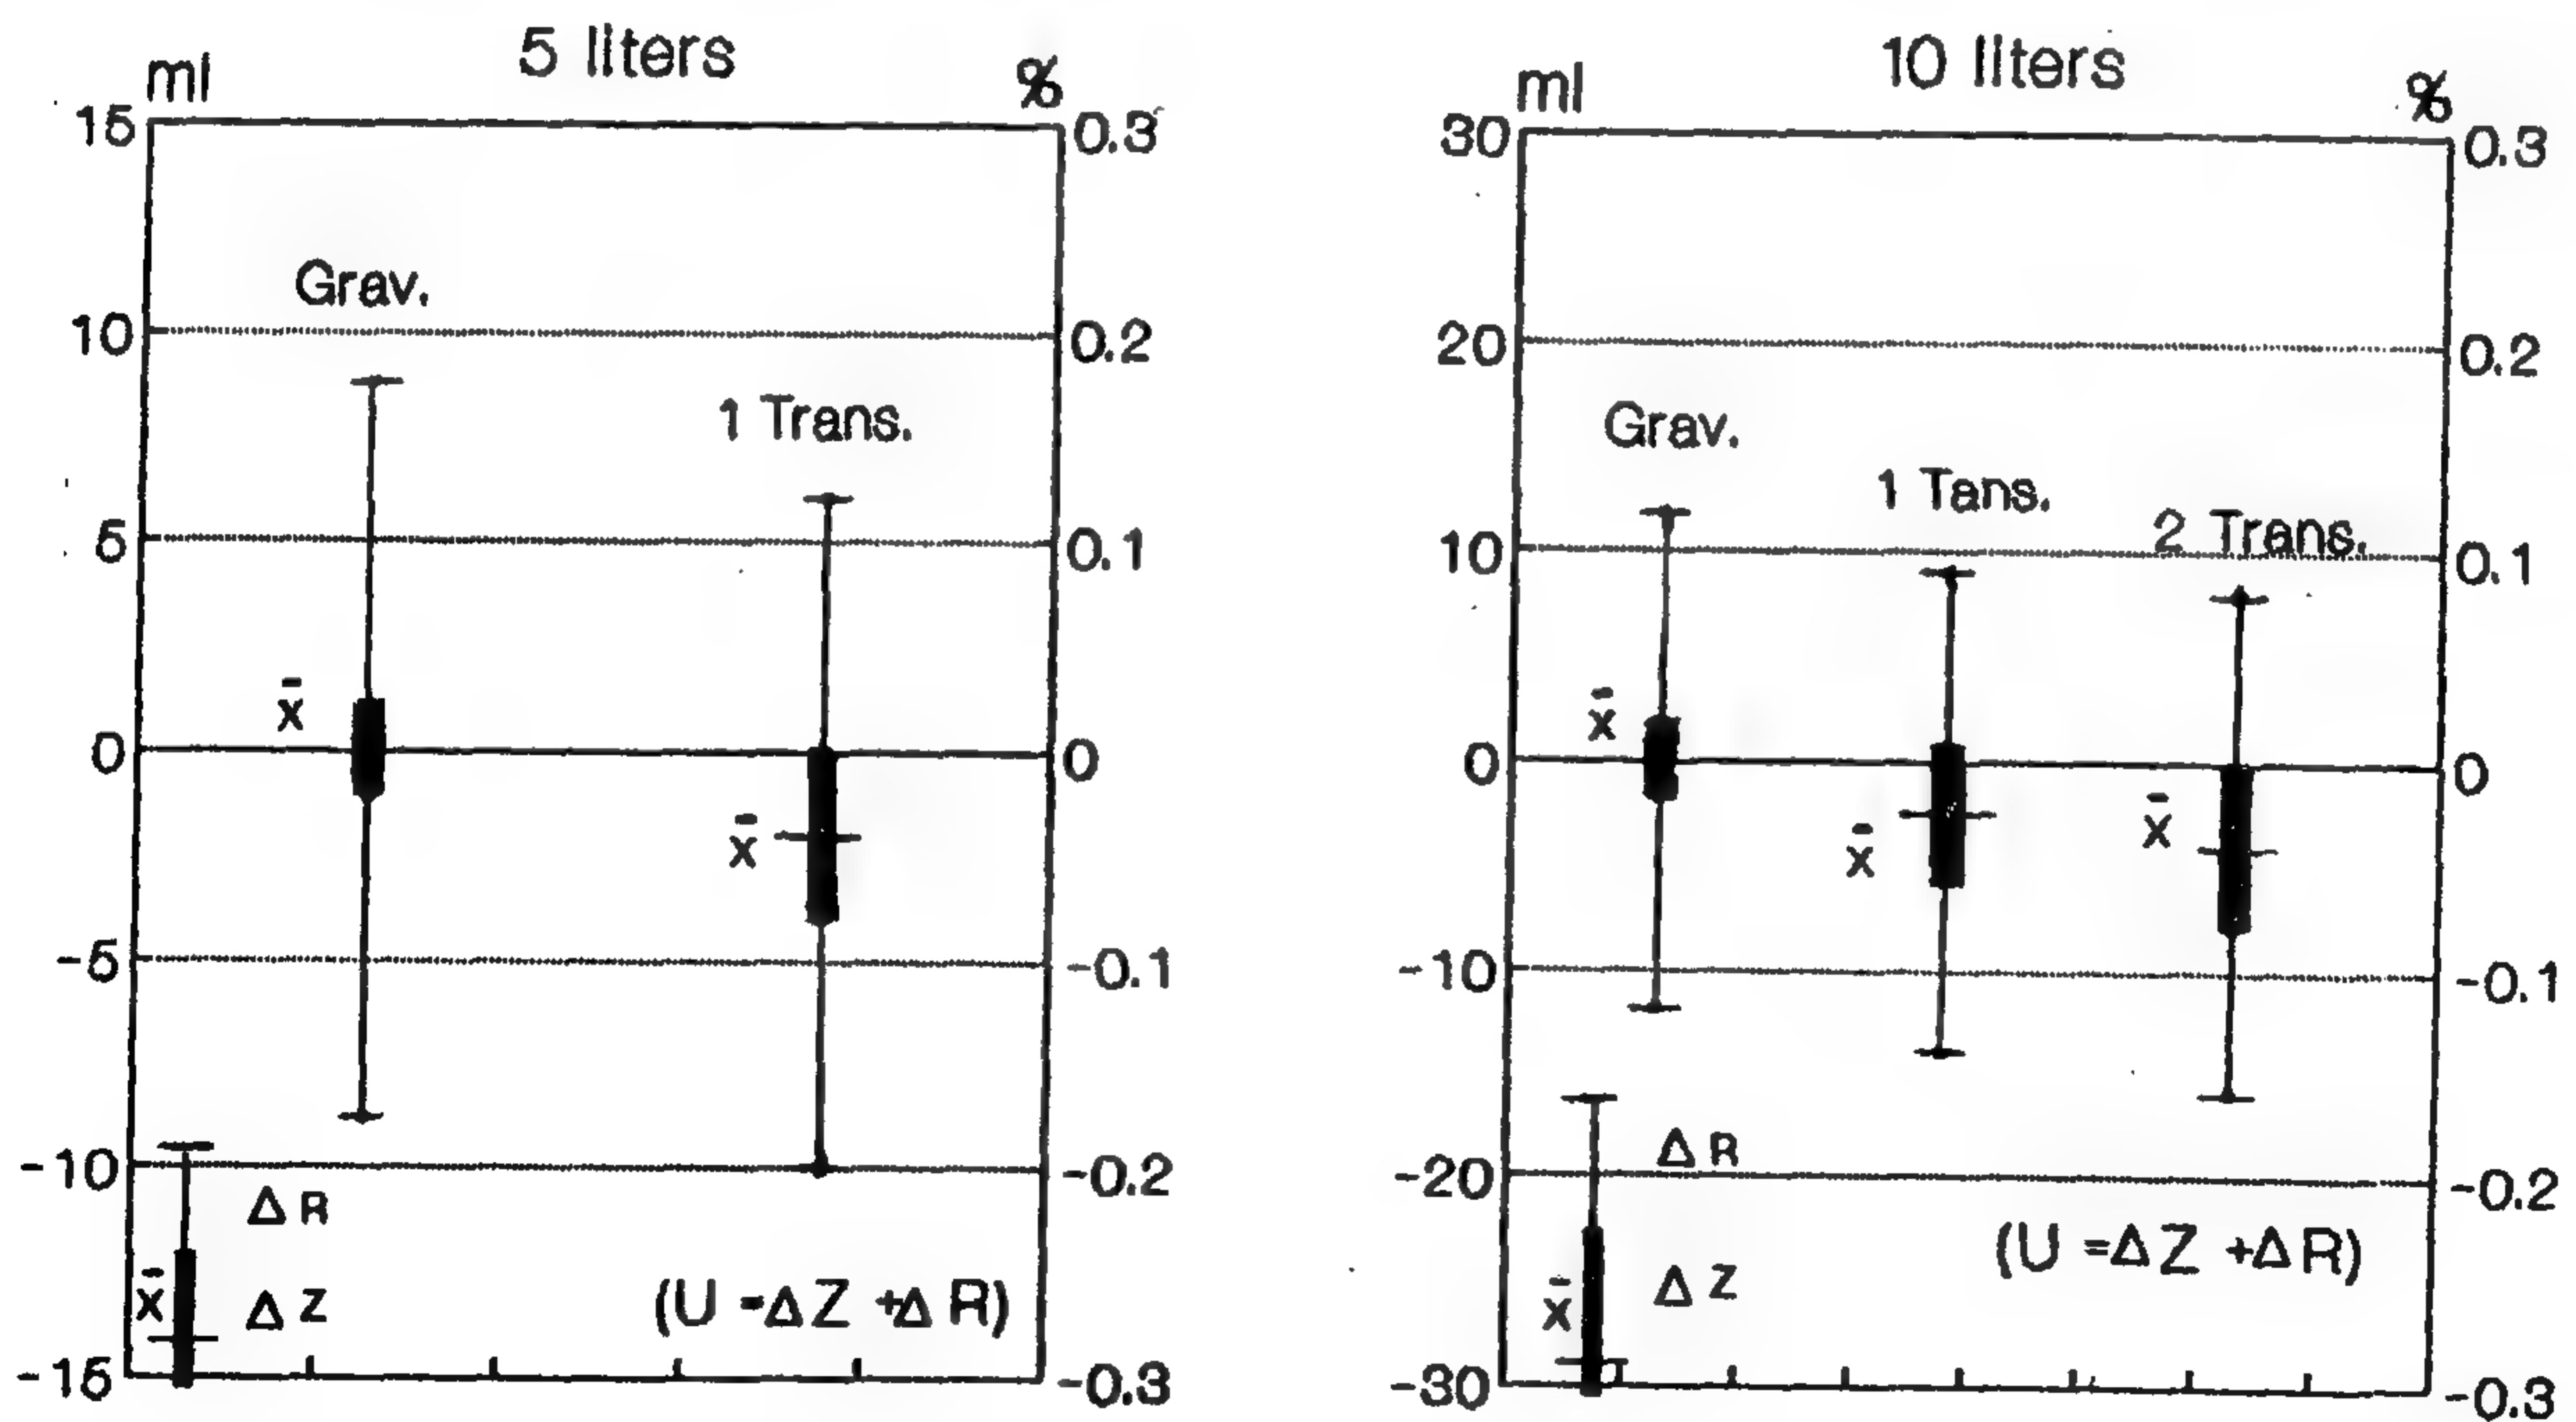 5 liters
ml
%
15
10
5
0
-5
-10
-15
0.3
0.2
0.1
0
-0.1
-0.2
-0.3
Grav.
1 Trans.
x̄
x̄
Δ R
x̄
Δ Z
(U =Δ Z +Δ R)
10 liters
ml
%
30
20
10
0
-10
-20
-30
0.3
0.2
0.1
0
-0.1
-0.2
-0.3
Grav.
1 Tans.
2 Trans.
x̄
x̄
x̄
Δ R
x̄
Δ Z
(U =Δ Z +Δ R)